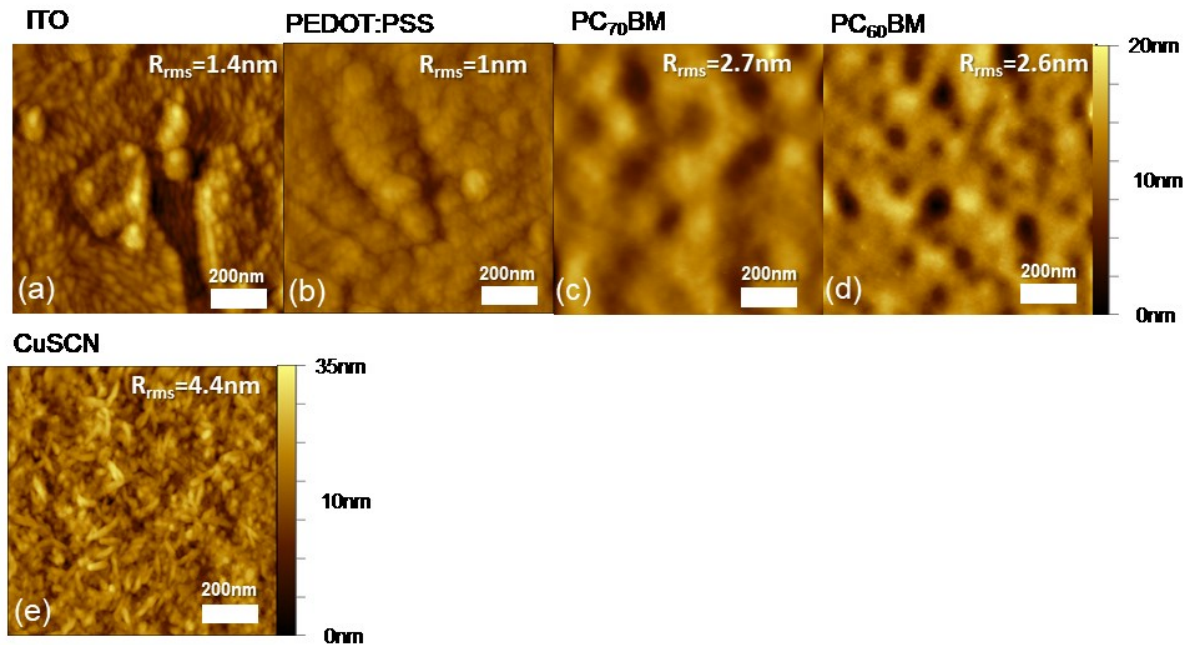 ITO
PEDOT:PSS
PC₇₀BM
PC₆₀BM
Rrms=1.4nm
Rrms=1nm
Rrms=2.7nm
Rrms=2.6nm
20nm
10nm
0nm
200nm
200nm
200nm
200nm
(a)
(b)
(c)
(d)
CuSCN
Rrms=4.4nm
35nm
10nm
0nm
200nm
(e)